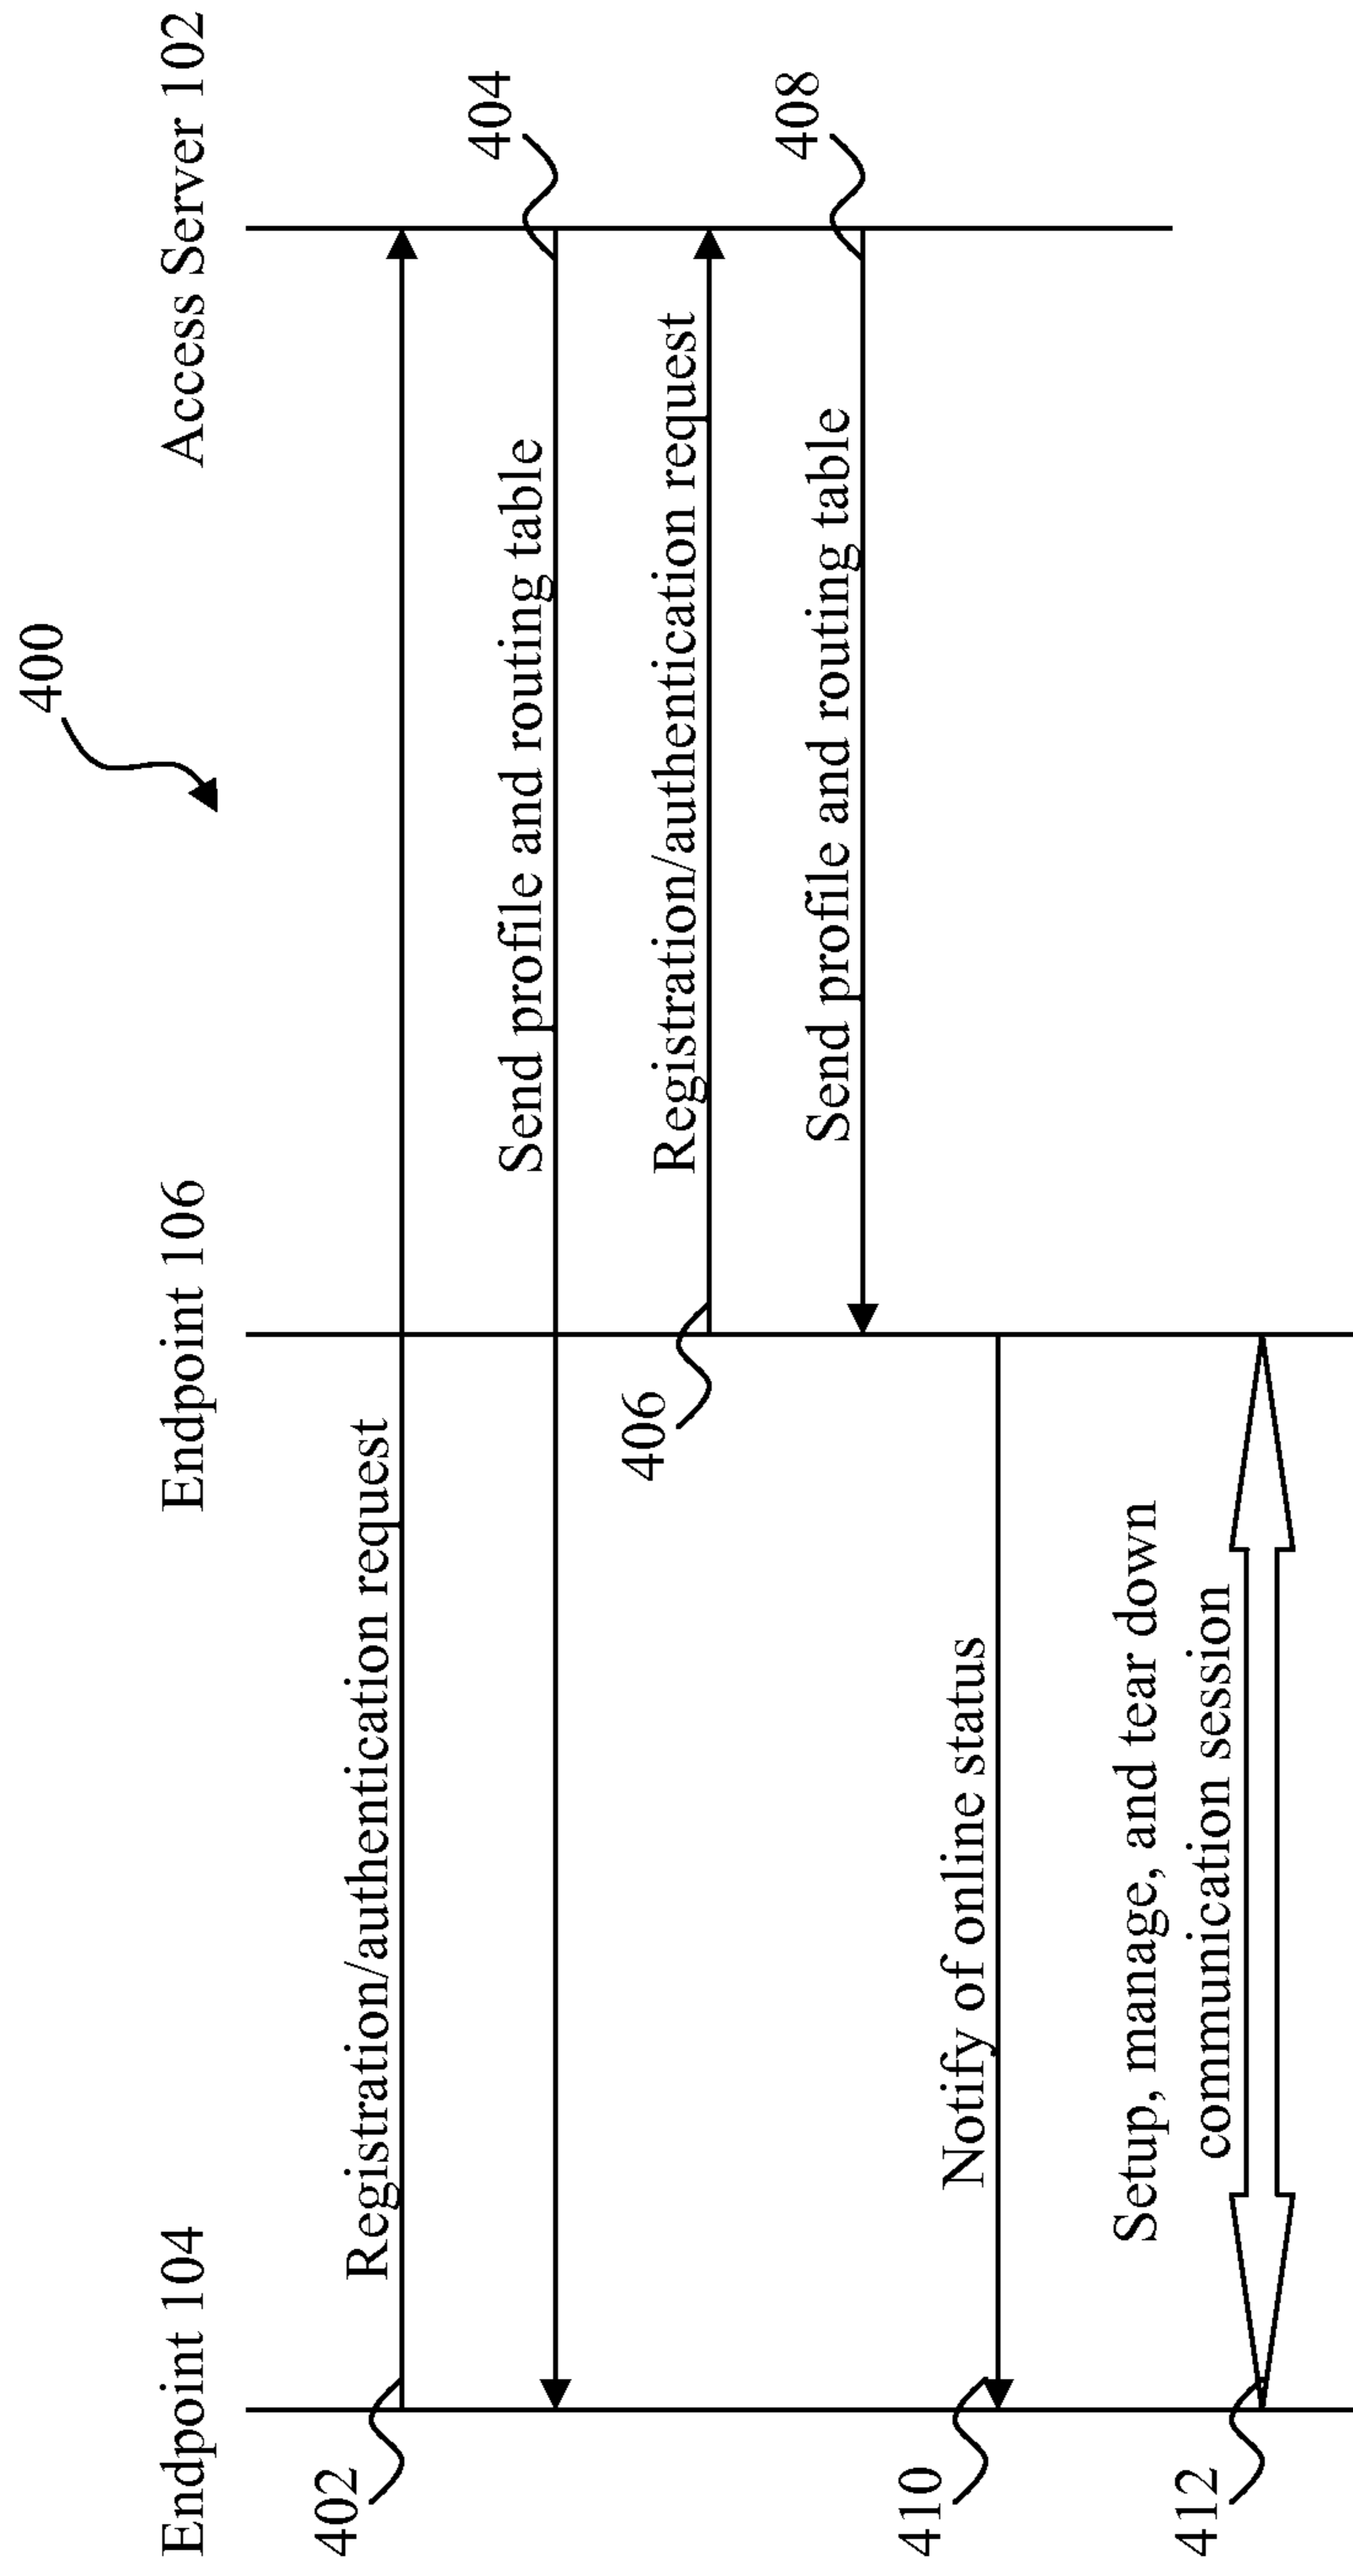 400
Endpoint 104
Endpoint 106
Access Server 102
402
Registration/authentication request
404
Send profile and routing table
406
Registration/authentication request
408
Send profile and routing table
410
Notify of online status
412
Setup, manage, and tear down
communication session